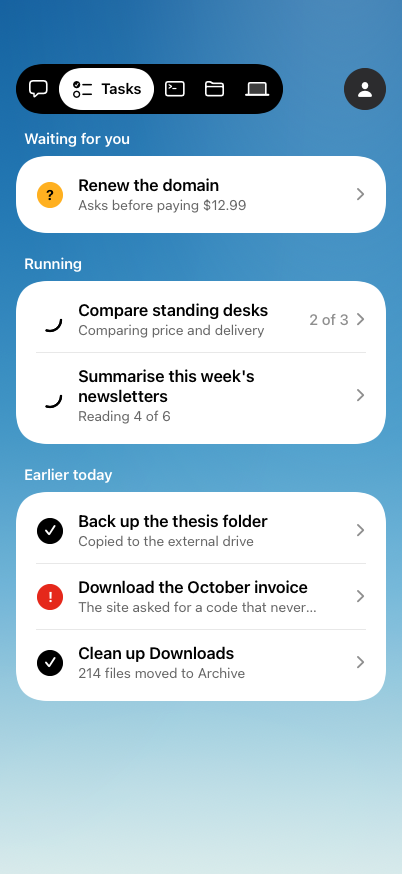 Tasks
Waiting for you
?
Renew the domain
Asks before paying $12.99
Running
Compare standing desks
Comparing price and delivery
2 of 3
Summarise this week's
newsletters
Reading 4 of 6
Earlier today
Back up the thesis folder
Copied to the external drive
!
Download the October invoice
The site asked for a code that never...
Clean up Downloads
214 files moved to Archive